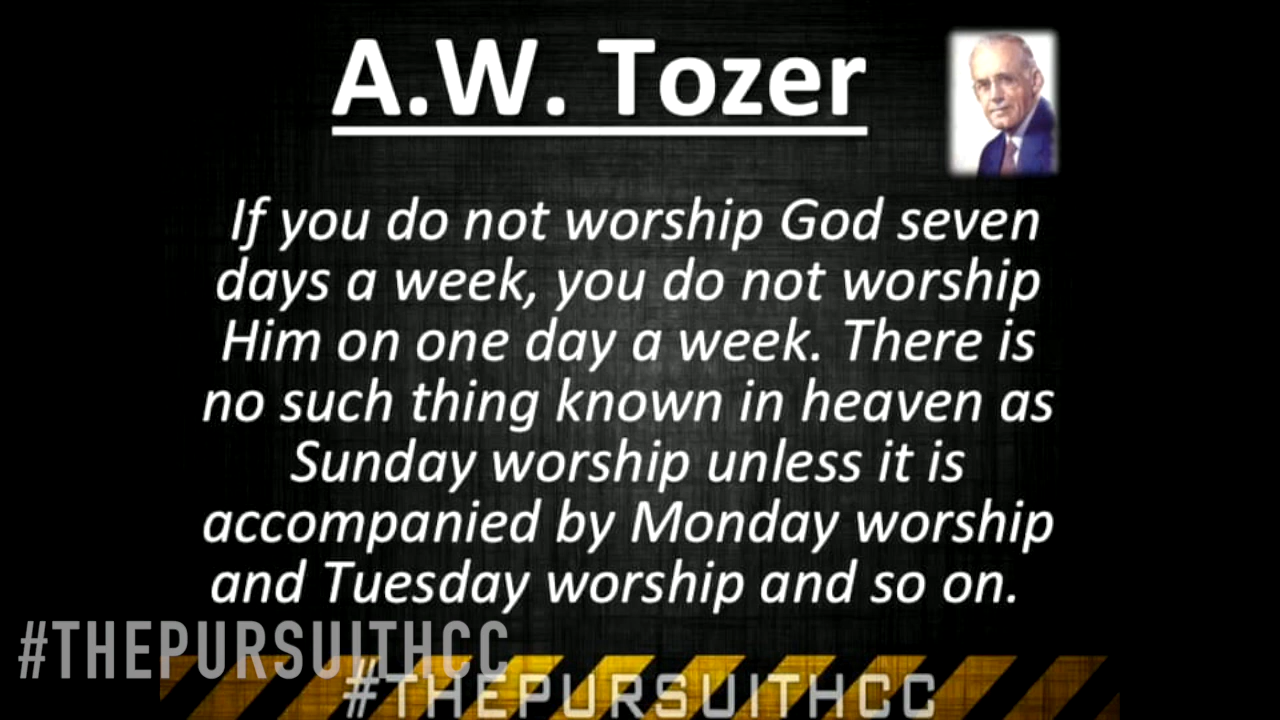 A.W. Tozer
If you do not worship God seven
days a week, you do not worship
Him on one day a week. There is
no such thing known in heaven as
Sunday worship unless it is
accompanied by Monday worship
and Tuesday worship and so on.
#THEPURSUITHCC
#THEPURSUITHCC